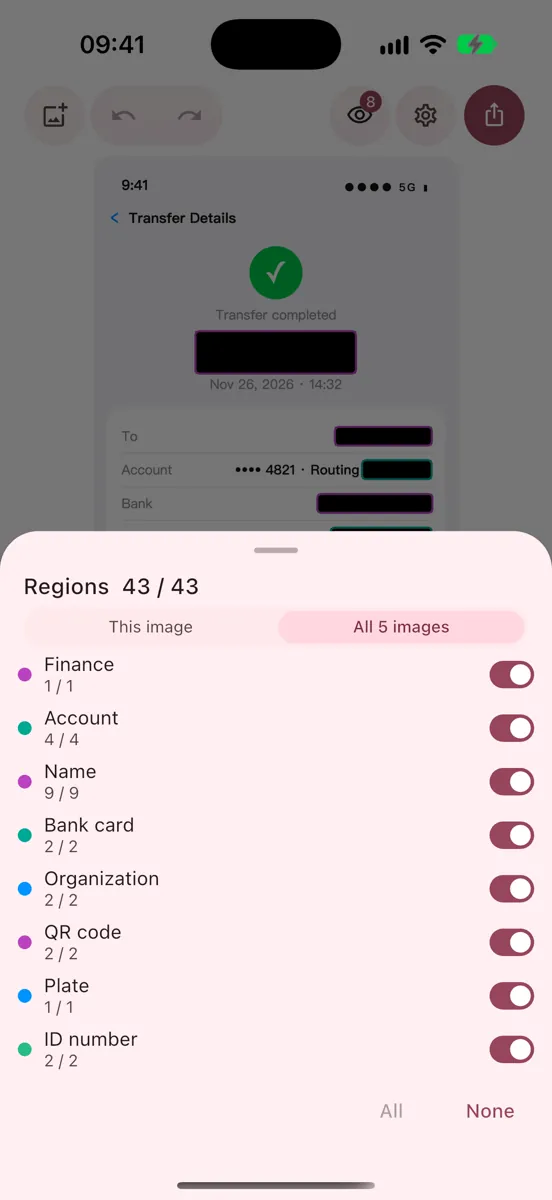 09:41
8
9:41
5G
< Transfer Details
Transfer completed
Nov 26, 2026 · 14:32
To
Account •••• 4821 · Routing
Bank
Regions 43 / 43
This image
All 5 images
Finance
1 / 1
Account
4 / 4
Name
9 / 9
Bank card
2 / 2
Organization
2 / 2
QR code
2 / 2
Plate
1 / 1
ID number
2 / 2
All
None